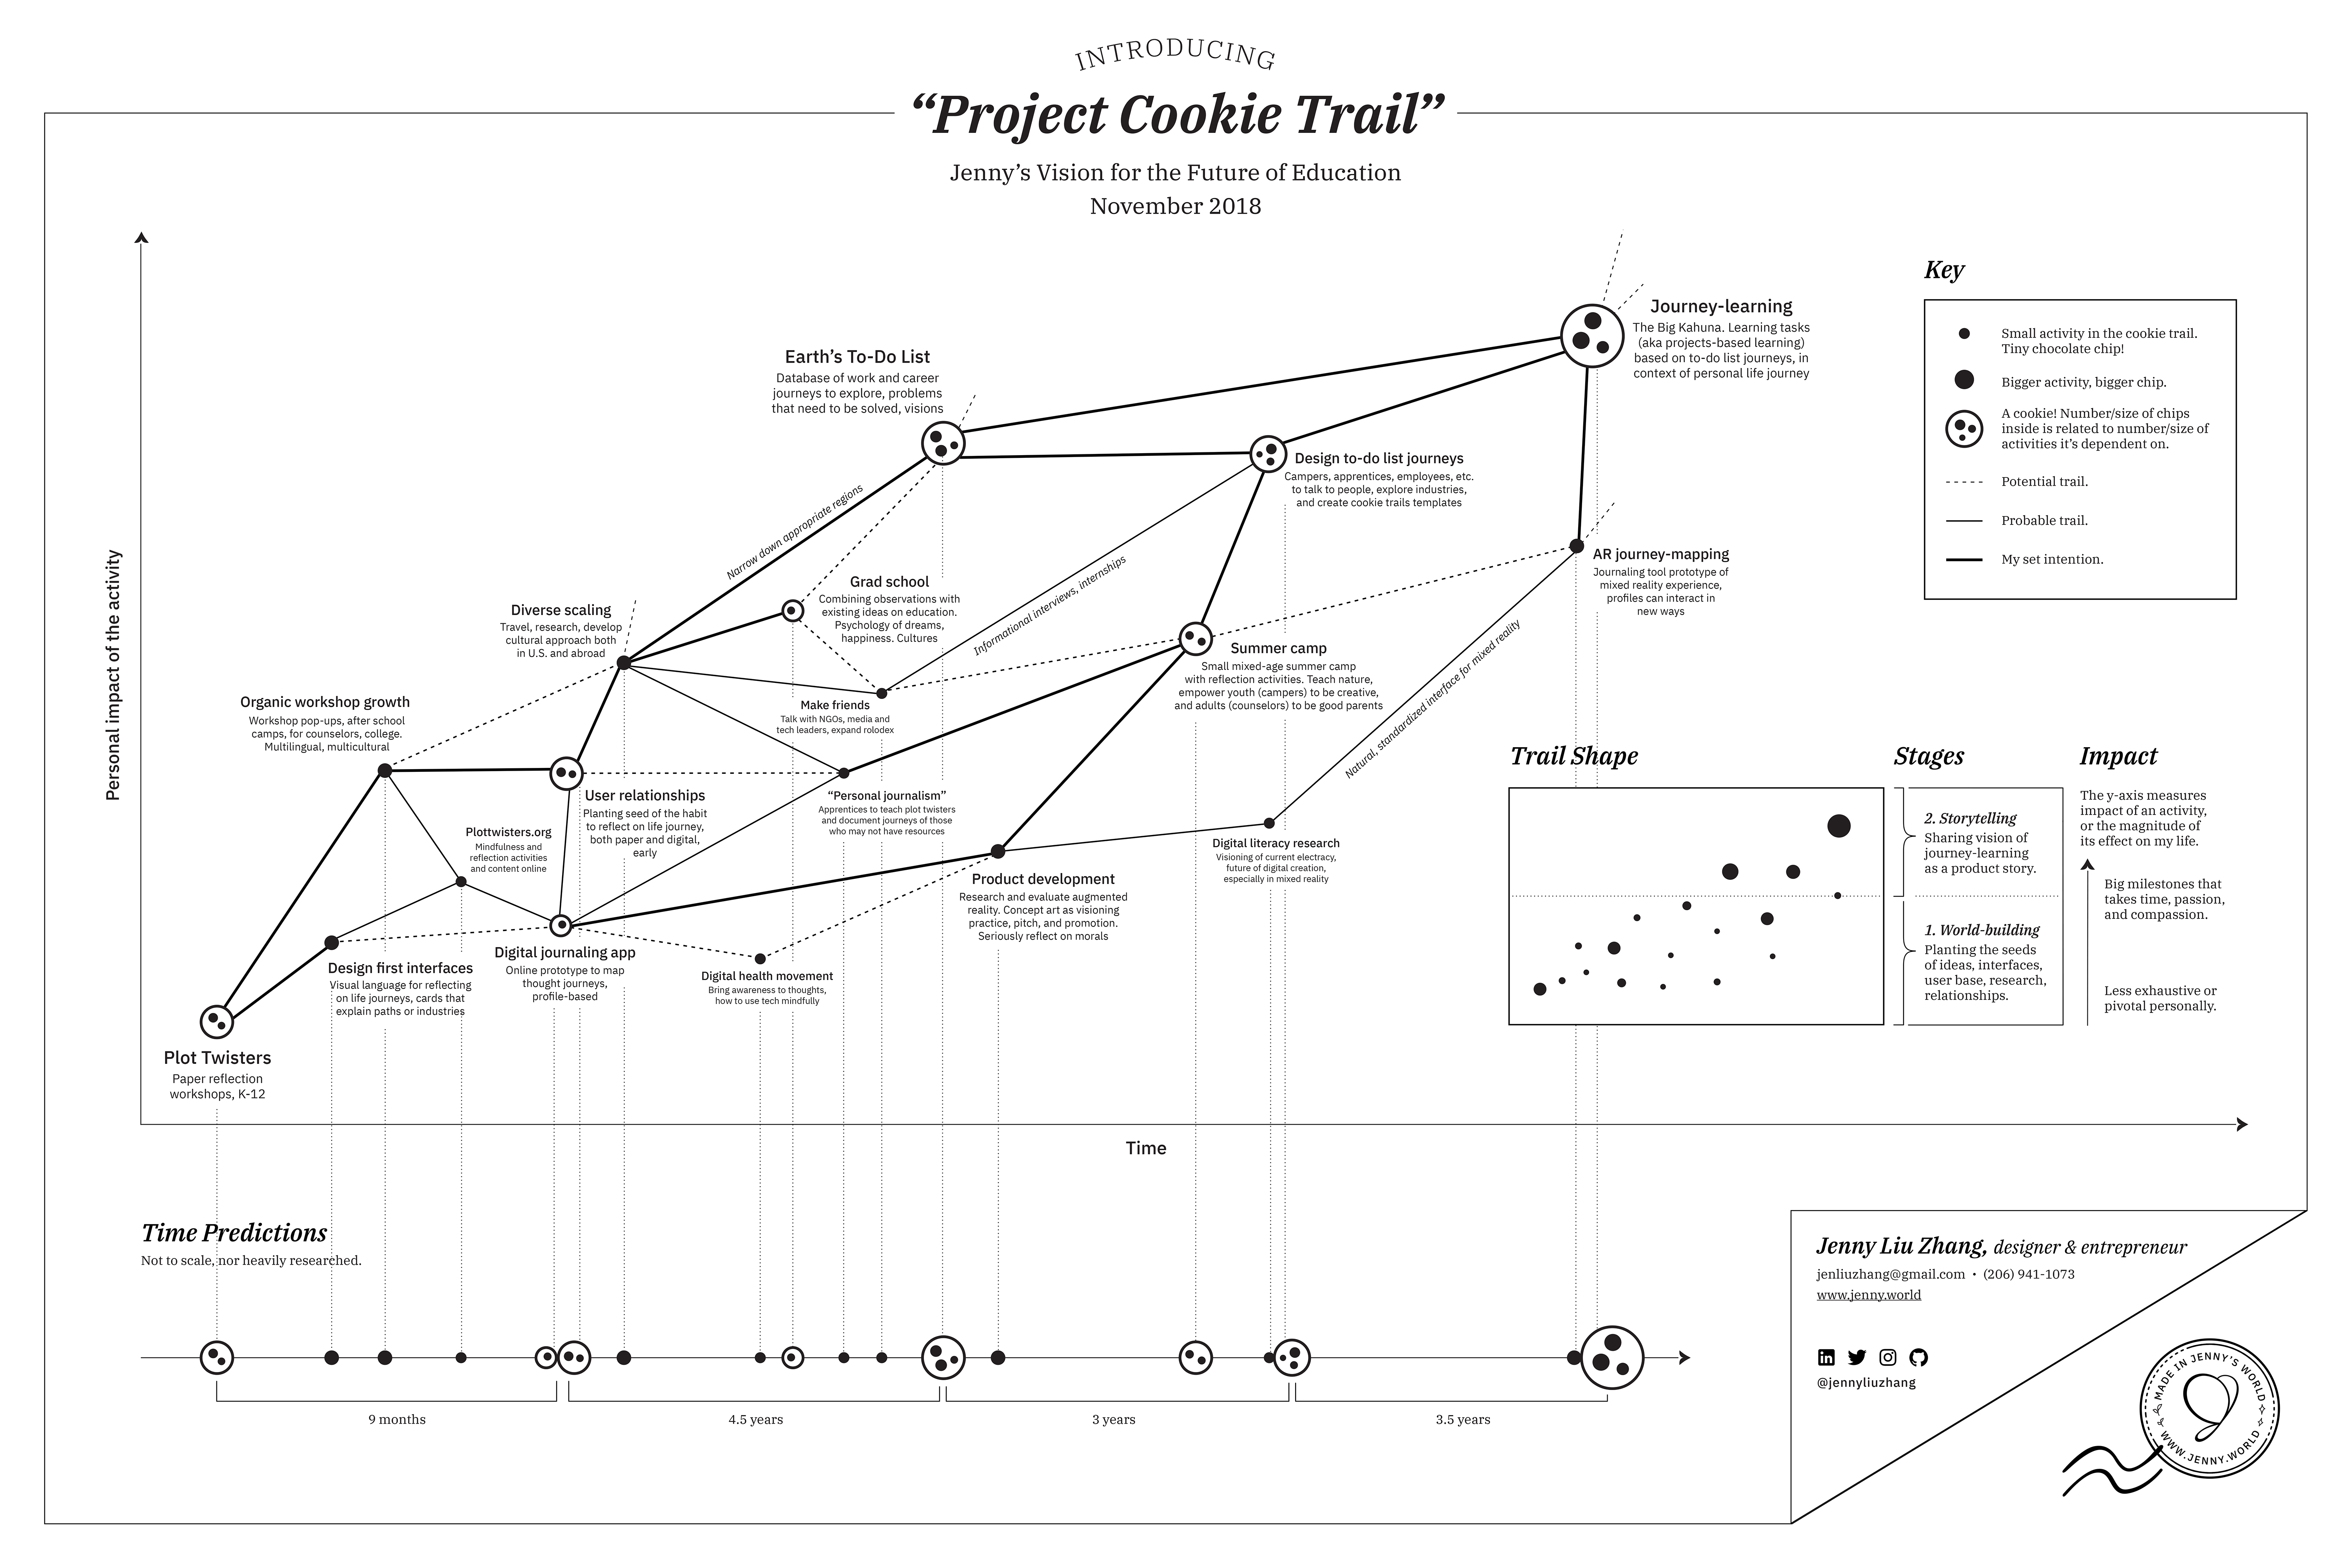 INTRODUCING
“Project Cookie Trail”
Jenny’s Vision for the Future of Education
November 2018
Personal impact of the activity
Journey-learning
The Big Kahuna. Learning tasks
(aka projects-based learning)
based on to-do list journeys, in
context of personal life journey
Earth’s To-Do List
Database of work and career
journeys to explore, problems
that need to be solved, visions
Design to-do list journeys
Campers, apprentices, employees, etc.
to talk to people, explore industries,
and create cookie trails templates
Narrow down appropriate regions
AR journey-mapping
Journaling tool prototype of
mixed reality experience,
profiles can interact in
new ways
Grad school
Combining observations with
existing ideas on education.
Psychology of dreams,
happiness. Cultures
Informational interviews, internships
Diverse scaling
Travel, research, develop
cultural approach both
in U.S. and abroad
Summer camp
Small mixed-age summer camp
with reflection activities. Teach nature,
empower youth (campers) to be creative,
and adults (counselors) to be good parents
Natural, standardized interface for mixed reality
Organic workshop growth
Workshop pop-ups, after school
camps, for counselors, college.
Multilingual, multicultural
Make friends
Talk with NGOs, media and
tech leaders, expand rolodex
User relationships
Planting seed of the habit
to reflect on life journey,
both paper and digital,
early
“Personal journalism”
Apprentices to teach plot twisters
and document journeys of those
who may not have resources
Plottwisters.org
Mindfulness and
reflection activities
and content online
Digital literacy research
Visioning of current electracy,
future of digital creation,
especially in mixed reality
Product development
Research and evaluate augmented
reality. Concept art as visioning
practice, pitch, and promotion.
Seriously reflect on morals
Digital journaling app
Online prototype to map
thought journeys,
profile-based
Design first interfaces
Visual language for reflecting
on life journeys, cards that
explain paths or industries
Digital health movement
Bring awareness to thoughts,
how to use tech mindfully
Plot Twisters
Paper reflection
workshops, K-12
Time
Key
Small activity in the cookie trail.
Tiny chocolate chip!
Bigger activity, bigger chip.
A cookie! Number/size of chips
inside is related to number/size of
activities it’s dependent on.
Potential trail.
Probable trail.
My set intention.
Trail Shape
Stages
2. Storytelling
Sharing vision of
journey-learning
as a product story.
1. World-building
Planting the seeds
of ideas, interfaces,
user base, research,
relationships.
Impact
The y-axis measures
impact of an activity,
or the magnitude of
its effect on my life.
Big milestones that
takes time, passion,
and compassion.
Less exhaustive or
pivotal personally.
Time Predictions
Not to scale, nor heavily researched.
9 months
4.5 years
3 years
3.5 years
Jenny Liu Zhang, designer & entrepreneur
jenliuzhang@gmail.com • (206) 941-1073
www.jenny.world
in
@jennyliuzhang
MADE IN JENNY’S WORLD
WWW.JENNY.WORLD